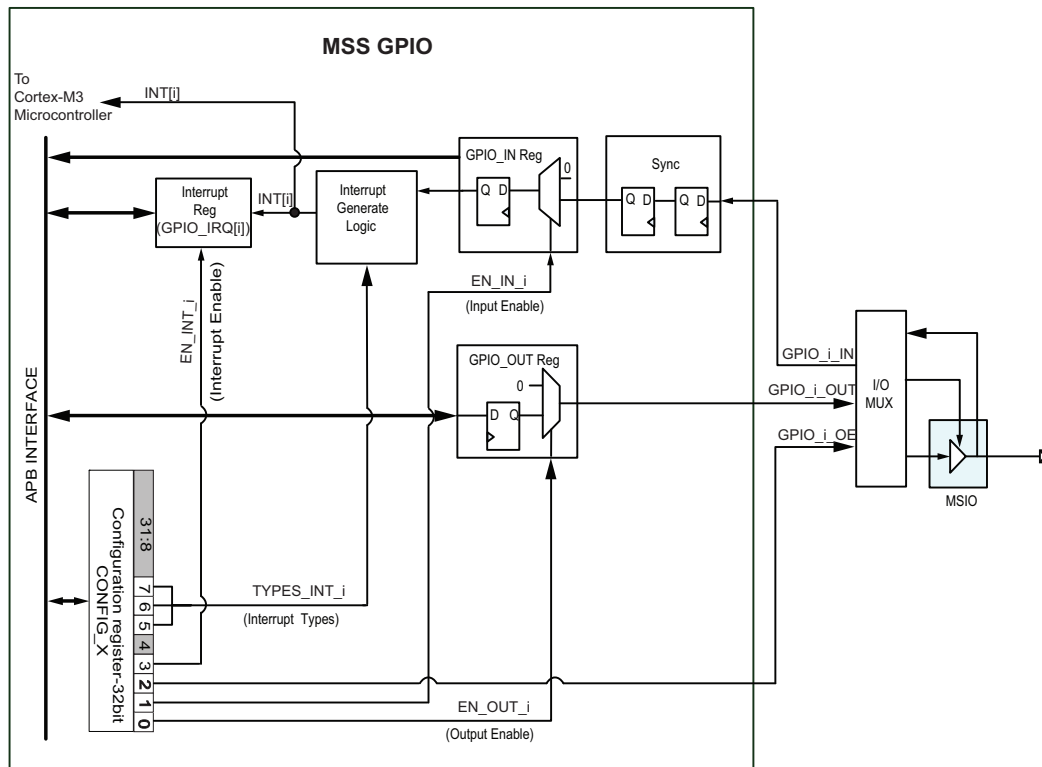 MSS GPIO
To
Cortex-M3
Microcontroller
INT[i]
GPIO_IN Reg
0
Q D
Sync
Q D
Q D
Interrupt
Reg
(GPIO_IRQ[i])
INT[i]
Interrupt
Generate
Logic
EN_IN_i
(Input Enable)
EN_INT_i
(Interrupt Enable)
GPIO_OUT Reg
0
D Q
GPIO_i_IN
GPIO_i_OUT
GPIO_i_OE
I/O
MUX
MSIO
APB INTERFACE
Configuration register-32bit
CONFIG_X
31:8
7
6
5
4
3
2
1
0
TYPES_INT_i
(Interrupt Types)
EN_OUT_i
(Output Enable)